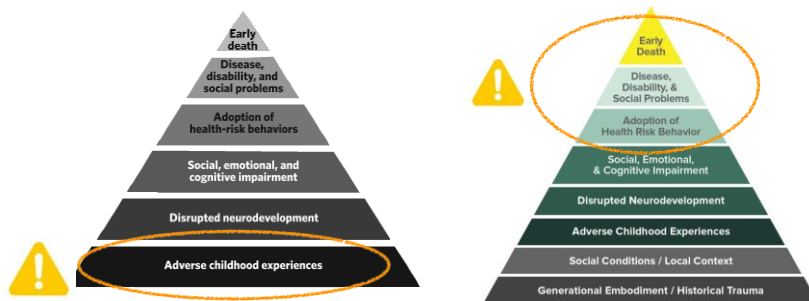 Early
death
Disease,
disability, and
social problems
Adoption of
health-risk behaviors
Social, emotional, and
cognitive impairment
Disrupted neurodevelopment
Adverse childhood experiences
Early
Death
Disease,
Disability, &
Social Problems
Adoption of
Health Risk Behavior
Social, Emotional,
& Cognitive Impairment
Disrupted Neurodevelopment
Adverse Childhood Experiences
Social Conditions / Local Context
Generational Embodiment / Historical Trauma